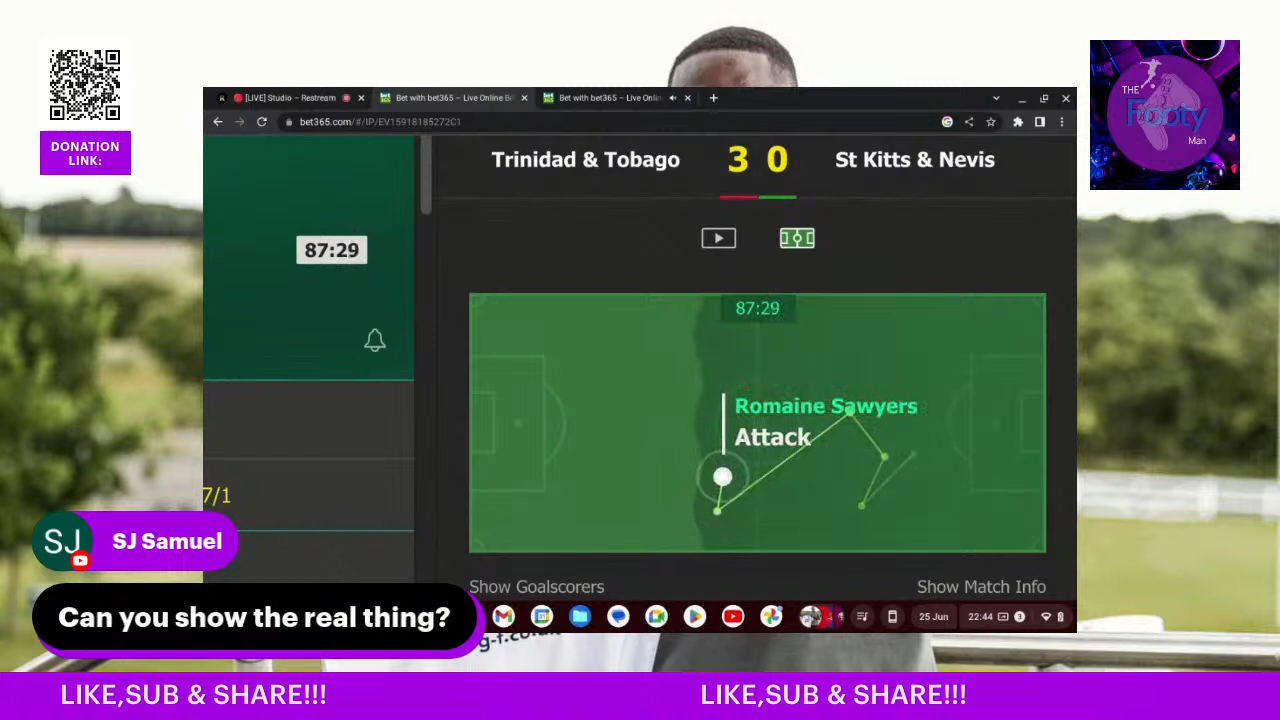 DONATION
LINK:
[LIVE] Studio – Restream
Bet with bet365 – Live Online B
Bet with bet365 – Live Onli
bet365.com/#/IP/EV15918185272C1
THE
Footy
Man
Trinidad & Tobago
3 0
St Kitts & Nevis
87:29
87:29
Romaine Sawyers
Attack
7/1
Show Goalscorers
Show Match Info
25 Jun
22:44
SJ
SJ Samuel
Can you show the real thing?
LIKE,SUB & SHARE!!!
LIKE,SUB & SHARE!!!